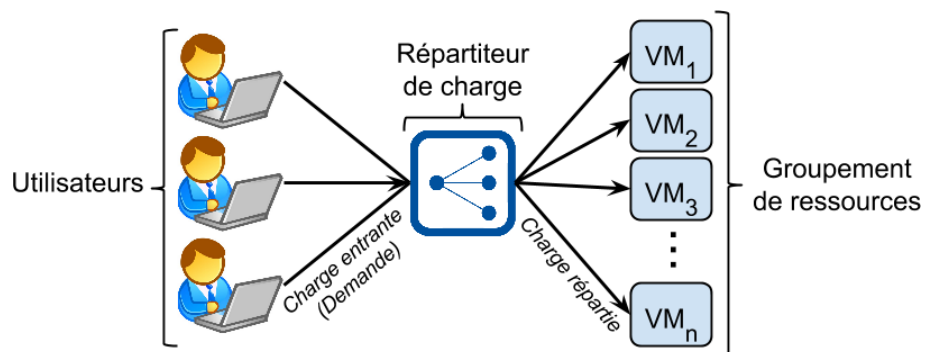 Utilisateurs
Répartiteur
de charge
Charge entrante
(Demande)
Charge répartie
VM1
VM2
VM3
VMn
Groupement
de ressources